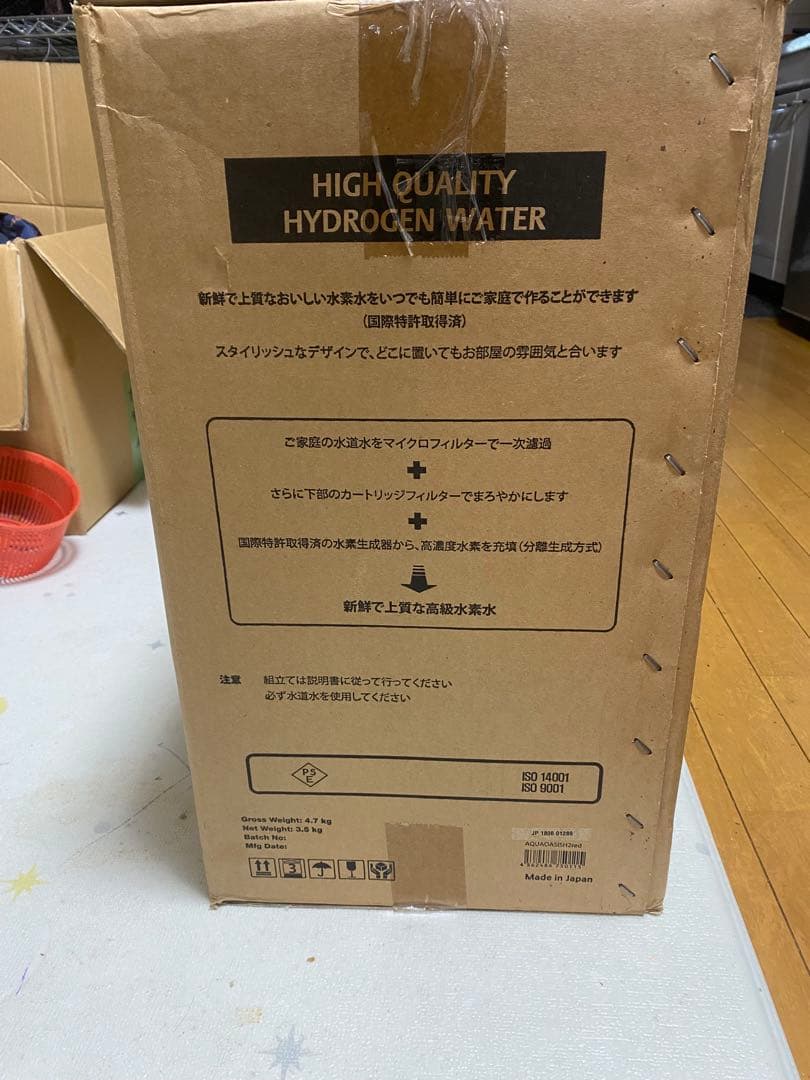 HIGH QUALITY
HYDROGEN WATER
新鮮で上質なおいしい水素水をいつでも簡単にご家庭で作ることができます
(国際特許取得済)
スタイリッシュなデザインで、どこに置いてもお部屋の雰囲気と合います
ご家庭の水道水をマイクロフィルターで一次濾過
+
さらに下部のカートリッジフィルターでまろやかにします
+
国際特許取得済の水素生成器から、高濃度水素を充填(分離生成方式)
新鮮で上質な高級水素水
注意 組立ては説明書に従って行ってください
必ず水道水を使用してください
PS
E
ISO 14001
ISO 9001
Gross Weight: 4.7 kg
Net Weight: 3.5 kg
Batch No:
Mfg Date:
3
JP 1806 01289
AQUAOASISH2red
Made in Japan